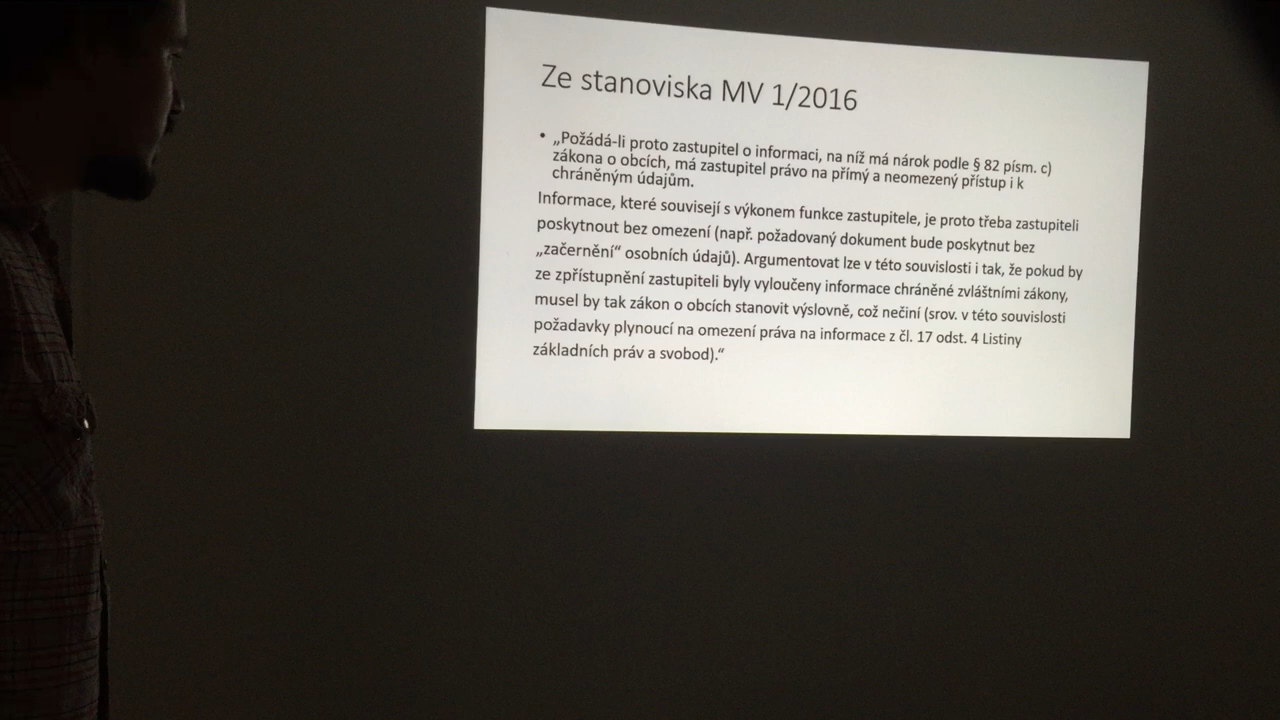 Ze stanoviska MV 1/2016
• „Požádá-li proto zastupitel o informaci, na níž má nárok podle § 82 písm. c)
zákona o obcích, má zastupitel právo na přímý a neomezený přístup i k
chráněným údajům.
Informace, které souvisejí s výkonem funkce zastupitele, je proto třeba zastupiteli
poskytnout bez omezení (např. požadovaný dokument bude poskytnut bez
„začernění“ osobních údajů). Argumentovat lze v této souvislosti i tak, že pokud by
ze zpřístupnění zastupiteli byly vyloučeny informace chráněné zvláštními zákony,
musel by tak zákon o obcích stanovit výslovně, což nečiní (srov. v této souvislosti
požadavky plynoucí na omezení práva na informace z čl. 17 odst. 4 Listiny
základních práv a svobod).“